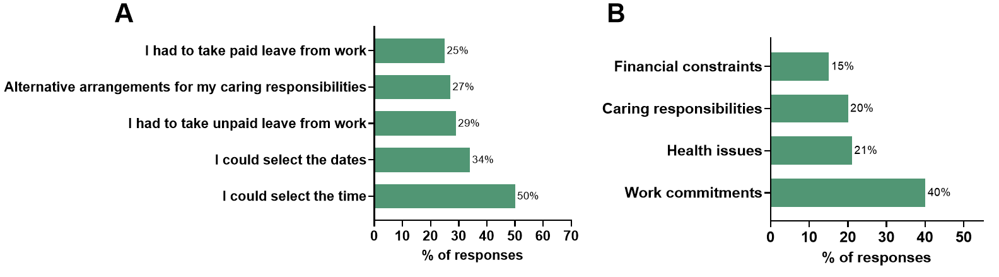 A
I had to take paid leave from work 25%
Alternative arrangements for my caring responsibilities 27%
I had to take unpaid leave from work 29%
I could select the dates 34%
I could select the time 50%
0 10 20 30 40 50 60 70
% of responses
B
Financial constraints 15%
Caring responsibilities 20%
Health issues 21%
Work commitments 40%
0 10 20 30 40 50
% of responses